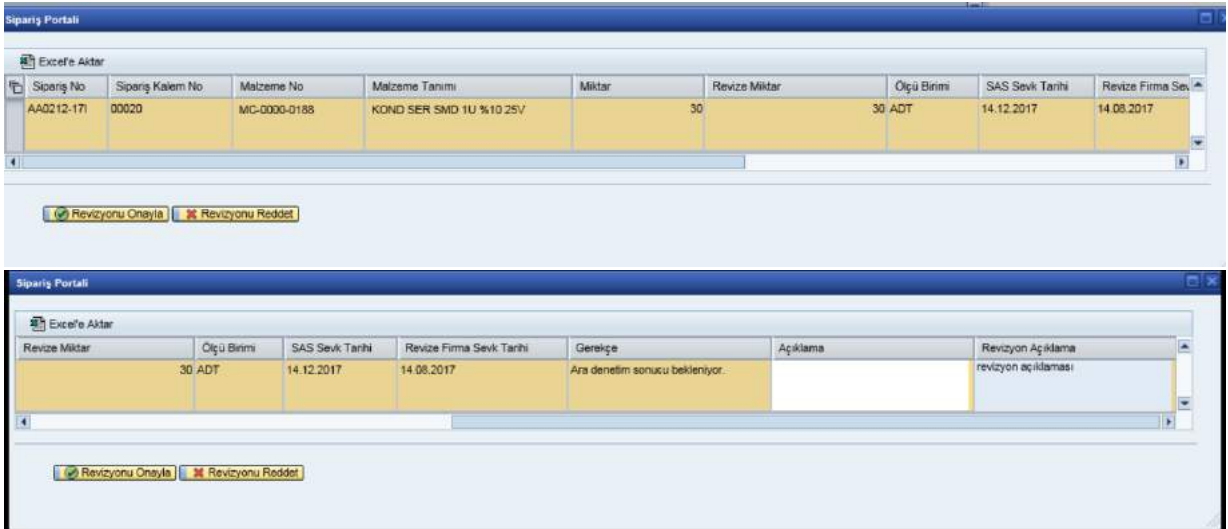 Sipariş Portali
Excel'e Aktar
Sipariş No Sipariş Kalem No Malzeme No Malzeme Tanımı Miktar Revize Miktar Ölçü Birimi SAS Sevk Tarihi Revize Firma Sev
AA0212-17I 00020 MC-0000-0188 KOND SER SMD 1U %10 25V 30 30 ADT 14.12.2017 14.08.2017
Revizyonu Onayla Revizyonu Reddet
Sipariş Portali
Excel'e Aktar
Revize Miktar Ölçü Birimi SAS Sevk Tarihi Revize Firma Sevk Tarihi Gerekçe Açıklama Revizyon Açıklama
30 ADT 14.12.2017 14.08.2017 Ara denetim sonucu bekleniyor. revizyon açıklaması
Revizyonu Onayla Revizyonu Reddet